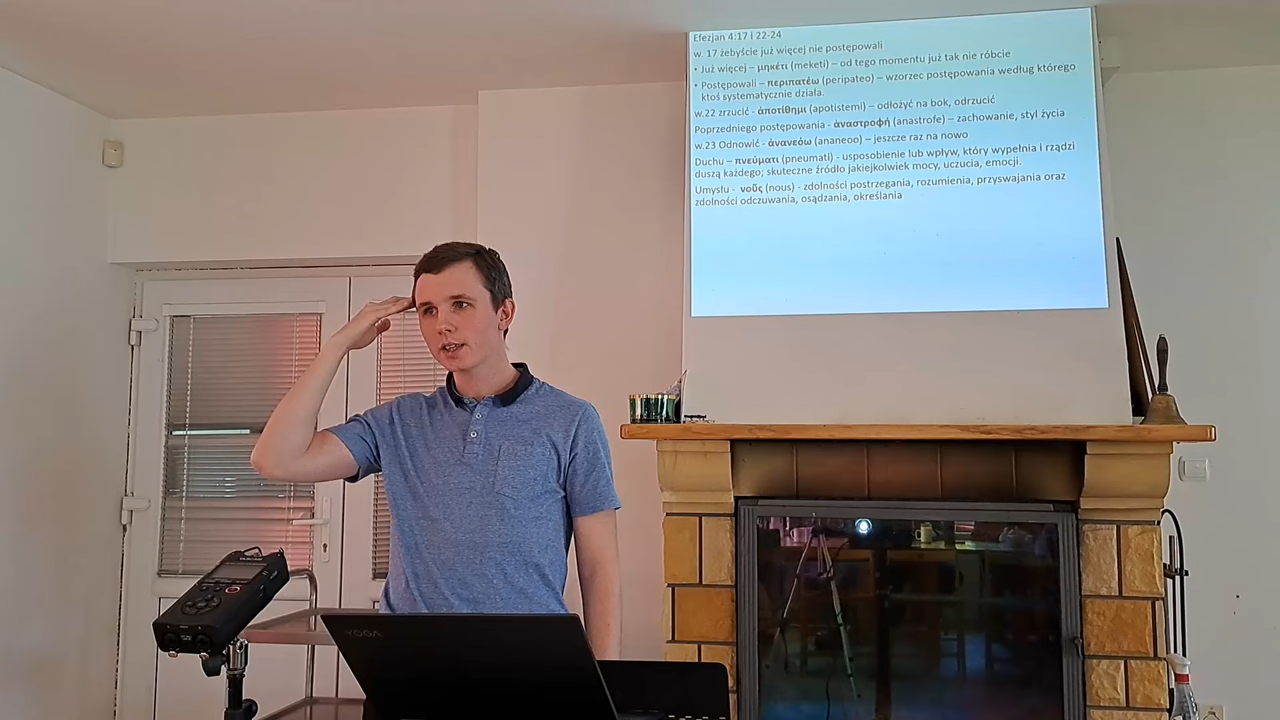 Efezjan 4:17 i 22-24
w. 17 żebyście już więcej nie postępowali
• Już więcej – μηκέτι (meketi) – od tego momentu już tak nie róbcie
• Postępowali – περιπατέω (peripateo) – wzorzec postępowania według którego
ktoś systematycznie działa.
w.22 zrzucić - ἀποτίθημι (apotistemi) – odłożyć na bok, odrzucić
Poprzedniego postępowania - ἀναστροφή (anastrofe) – zachowanie, styl życia
w.23 Odnowić - ἀνανεόω (ananeoo) – jeszcze raz na nowo
Duchu – πνεύματι (pneumati) - usposobienie lub wpływ, który wypełnia i rządzi
duszą każdego; skuteczne źródło jakiejkolwiek mocy, uczucia, emocji.
Umysłu - νοῦς (nous) - zdolności postrzegania, rozumienia, przyswajania oraz
zdolności odczuwania, osądzania, określania
TASCAM
YOGA